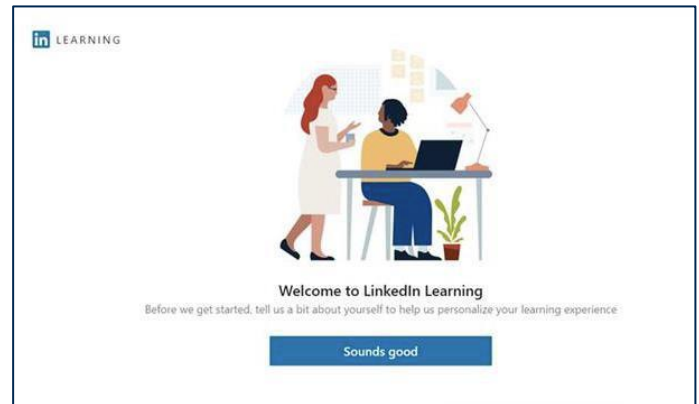 in LEARNING
Welcome to LinkedIn Learning
Before we get started, tell us a bit about yourself to help us personalize your learning experience
Sounds good